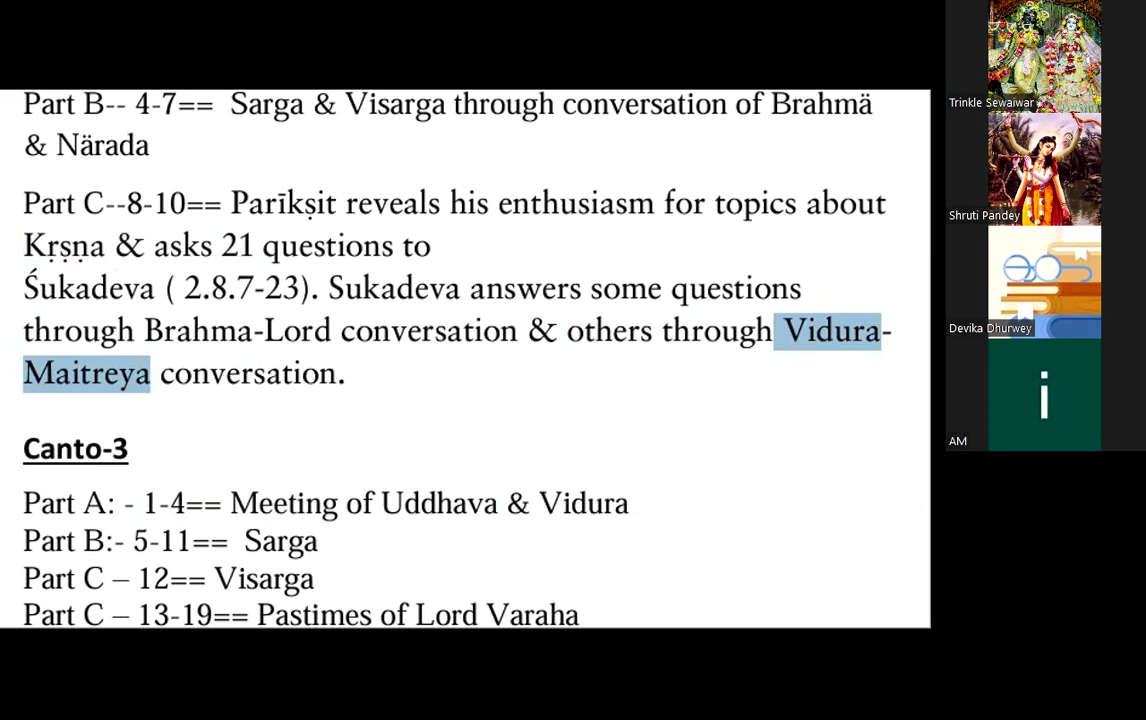 Part B-- 4-7==  Sarga & Visarga through conversation of Brahmä
& Närada
Part C--8-10== Parīkṣit reveals his enthusiasm for topics about
Kṛṣṇa & asks 21 questions to
Śukadeva ( 2.8.7-23). Sukadeva answers some questions
through Brahma-Lord conversation & others through Vidura-
Maitreya conversation.
Canto-3
Part A: - 1-4== Meeting of Uddhava & Vidura
Part B:- 5-11==  Sarga
Part C – 12== Visarga
Part C – 13-19== Pastimes of Lord Varaha
Trinkle Sewaiwar
Shruti Pandey
Devika Dhurwey
i
AM